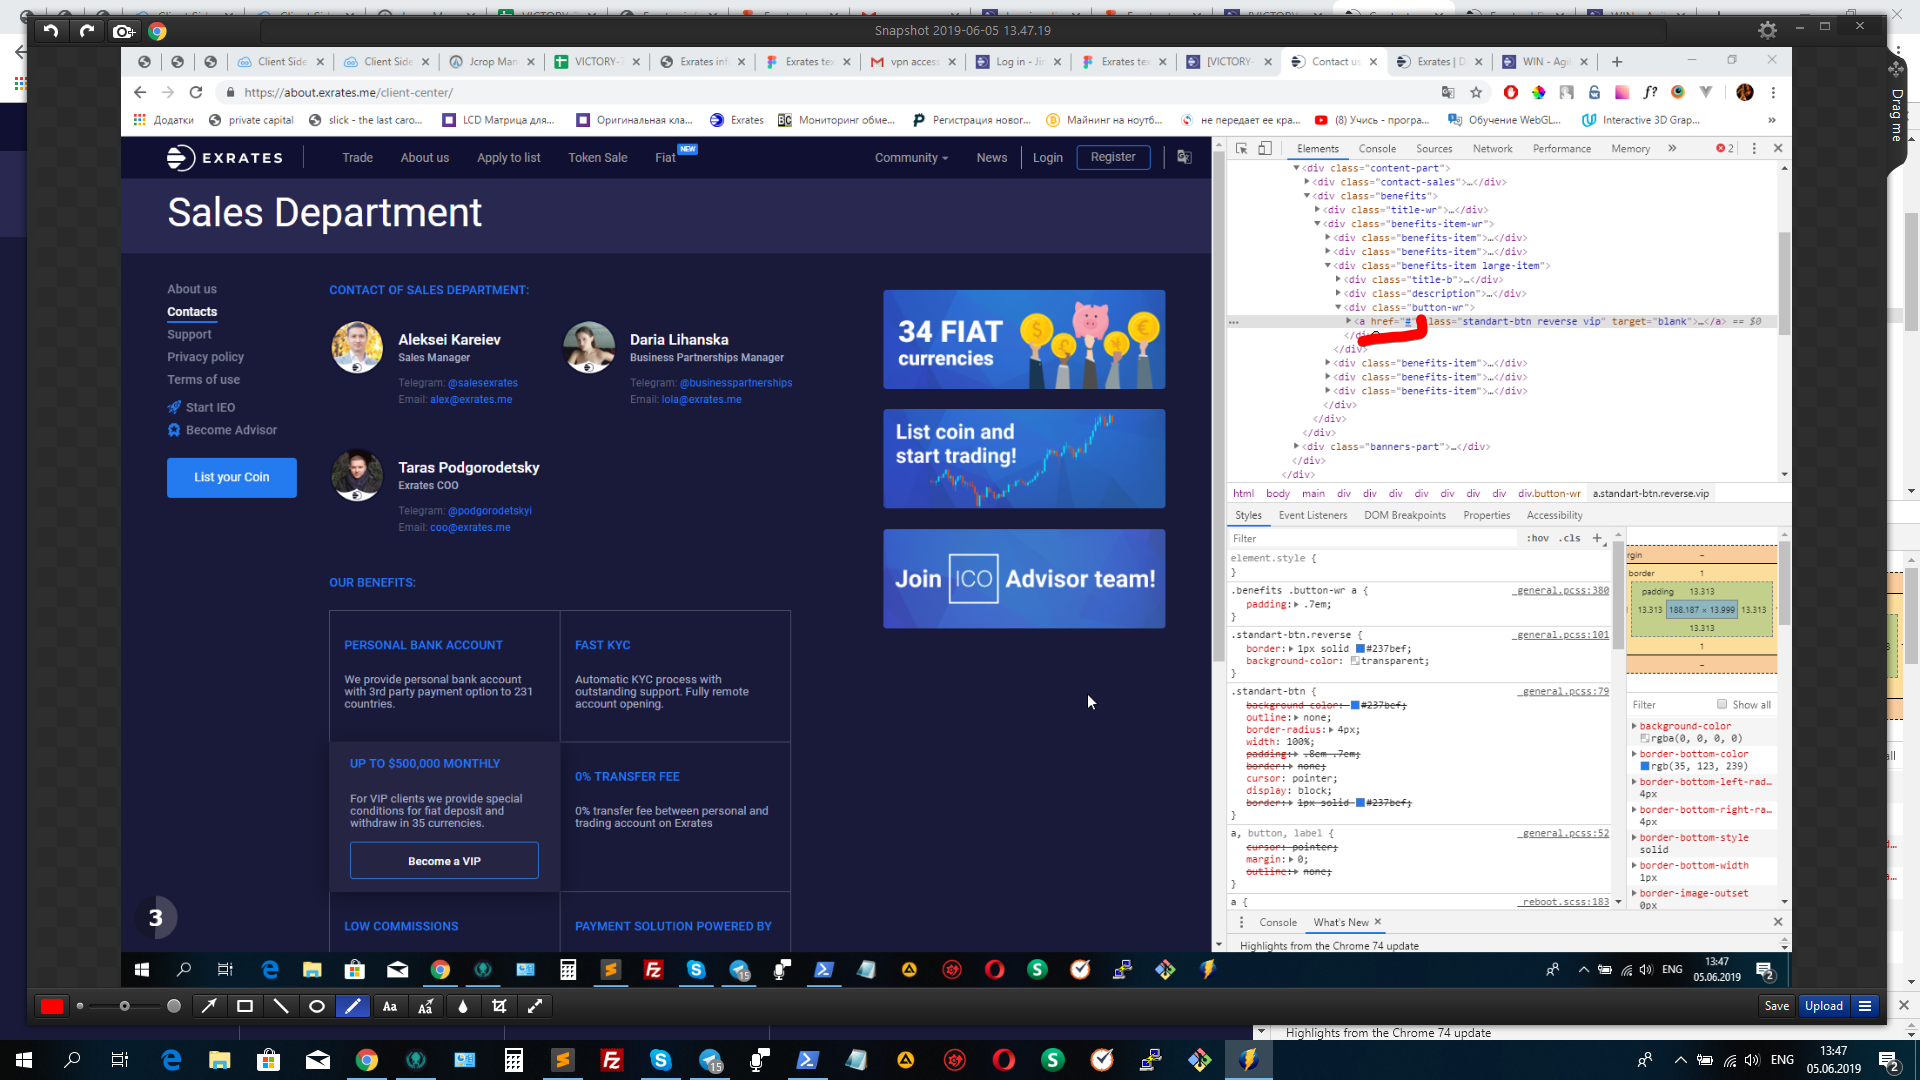 Snapshot 2019-06-05 13.47.19
Client Side
Client Side
Jcrop Man
VICTORY-
Exrates inf
Exrates tex
vpn access
Log in - Ji
Exrates tex
[VICTORY-
Contact us
Exrates | D
WIN - Agil
https://about.exrates.me/client-center/
Додатки
private capital
slick - the last caro...
LCD Матрица для...
Оригинальная кла...
Exrates
Мониторинг обме...
Регистрация новог...
Майнинг на ноутб...
не передает ее кра...
(8) Учись - програ...
Обучение WebGL...
Interactive 3D Grap...
»
Drag me
EXRATES
Trade
About us
Apply to list
Token Sale
Fiat
NEW
Community
News
Login
Register
Sales Department
About us
Contacts
Support
Privacy policy
Terms of use
Start IEO
Become Advisor
List your Coin
CONTACT OF SALES DEPARTMENT:
Aleksei Kareiev
Sales Manager
Telegram: @salesexrates
Email: alex@exrates.me
Daria Lihanska
Business Partnerships Manager
Telegram: @businesspartnerships
Email: lola@exrates.me
Taras Podgorodetsky
Exrates COO
Telegram: @podgorodetskyi
Email: coo@exrates.me
OUR BENEFITS:
PERSONAL BANK ACCOUNT
We provide personal bank account
with 3rd party payment option to 231
countries.
FAST KYC
Automatic KYC process with
outstanding support. Fully remote
account opening.
UP TO $500,000 MONTHLY
For VIP clients we provide special
conditions for fiat deposit and
withdraw in 35 currencies.
Become a VIP
0% TRANSFER FEE
0% transfer fee between personal and
trading account on Exrates
LOW COMMISSIONS
PAYMENT SOLUTION POWERED BY
34 FIAT
currencies
List coin and
start trading!
Join ICO Advisor team!
3
Elements
Console
Sources
Network
Performance
Memory
»
2
<div class="content-part">
<div class="contact-sales">…</div>
<div class="benefits">
<div class="title-wr">…</div>
<div class="benefits-item-wr">
<div class="benefits-item">…</div>
<div class="benefits-item">…</div>
<div class="benefits-item large-item">
<div class="title-b">…</div>
<div class="description">…</div>
<div class="button-wr">
<a href="#" class="standart-btn reverse vip" target="blank">…</a> == $0
</div>
</div>
<div class="benefits-item">…</div>
<div class="benefits-item">…</div>
<div class="benefits-item">…</div>
</div>
</div>
</div>
<div class="banners-part">…</div>
</div>
</div>
html body main div div div div div div div div.button-wr a.standart-btn.reverse.vip
Styles
Event Listeners
DOM Breakpoints
Properties
Accessibility
Filter
:hov .cls +
element.style {
}
.benefits .button-wr a {
_general.pcss:380
padding: .7em;
}
.standart-btn.reverse {
_general.pcss:101
border: 1px solid #237bef;
background-color: transparent;
}
.standart-btn {
_general.pcss:79
background-color: #237bef;
outline: none;
border-radius: 4px;
width: 100%;
padding: .8em .7em;
border: none;
cursor: pointer;
display: block;
border: 1px solid #237bef;
}
a, button, label {
_general.pcss:52
cursor: pointer;
margin: 0;
outline: none;
}
a {
_reboot.scss:183
rgin
–
border
1
padding
13.313
13.313
188.187 × 13.999
13.313
13.313
1
–
Filter
Show all
background-color
rgba(0, 0, 0, 0)
border-bottom-color
rgb(35, 123, 239)
border-bottom-left-rad…
4px
border-bottom-right-ra…
4px
border-bottom-style
solid
border-bottom-width
1px
border-image-outset
0px
Console
What's New
Highlights from the Chrome 74 update
15
ENG
13:47
05.06.2019
2
Aa
Aa
Save
Upload
Highlights from the Chrome 74 update
15
ENG
13:47
05.06.2019
2